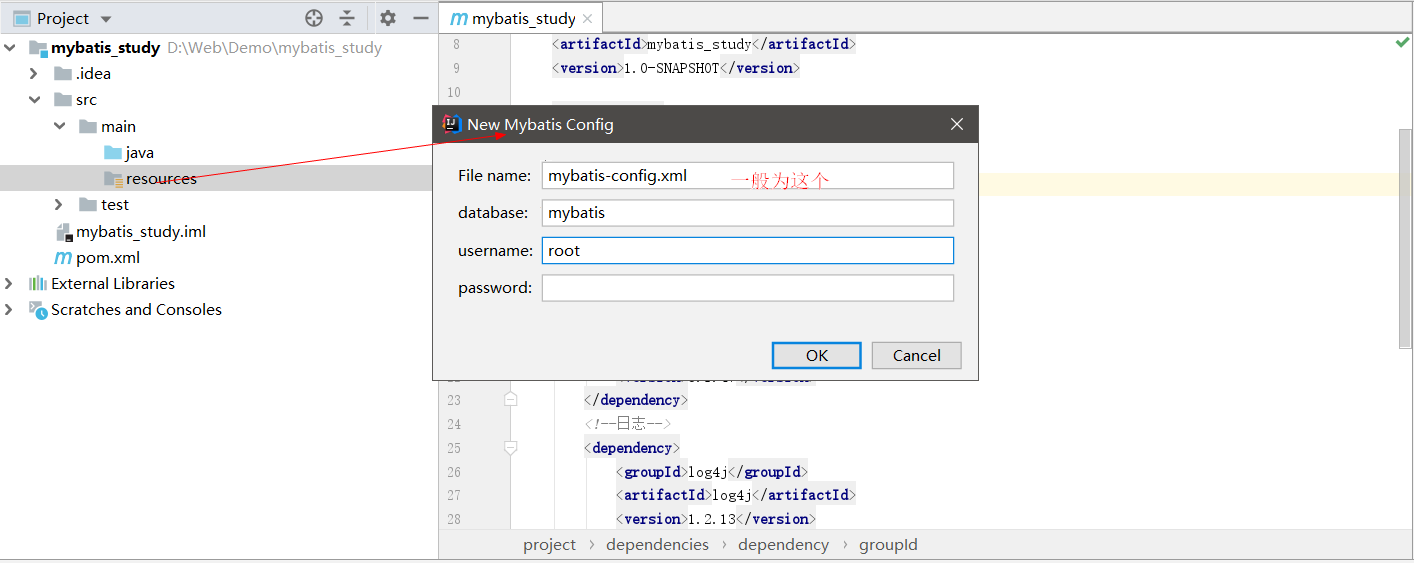 Project
mybatis_study D:\Web\Demo\mybatis_study
.idea
src
main
java
resources
test
mybatis_study.iml
pom.xml
External Libraries
Scratches and Consoles
mybatis_study
8 <artifactId>mybatis_study</artifactId>
9 <version>1.0-SNAPSHOT</version>
10
New Mybatis Config
File name: mybatis-config.xml 一般为这个
database: mybatis
username: root
password:
OK Cancel
23 </dependency>
24 <!--日志-->
25 <dependency>
26 <groupId>log4j</groupId>
27 <artifactId>log4j</artifactId>
28 <version>1.2.13</version>
project › dependencies › dependency › groupId